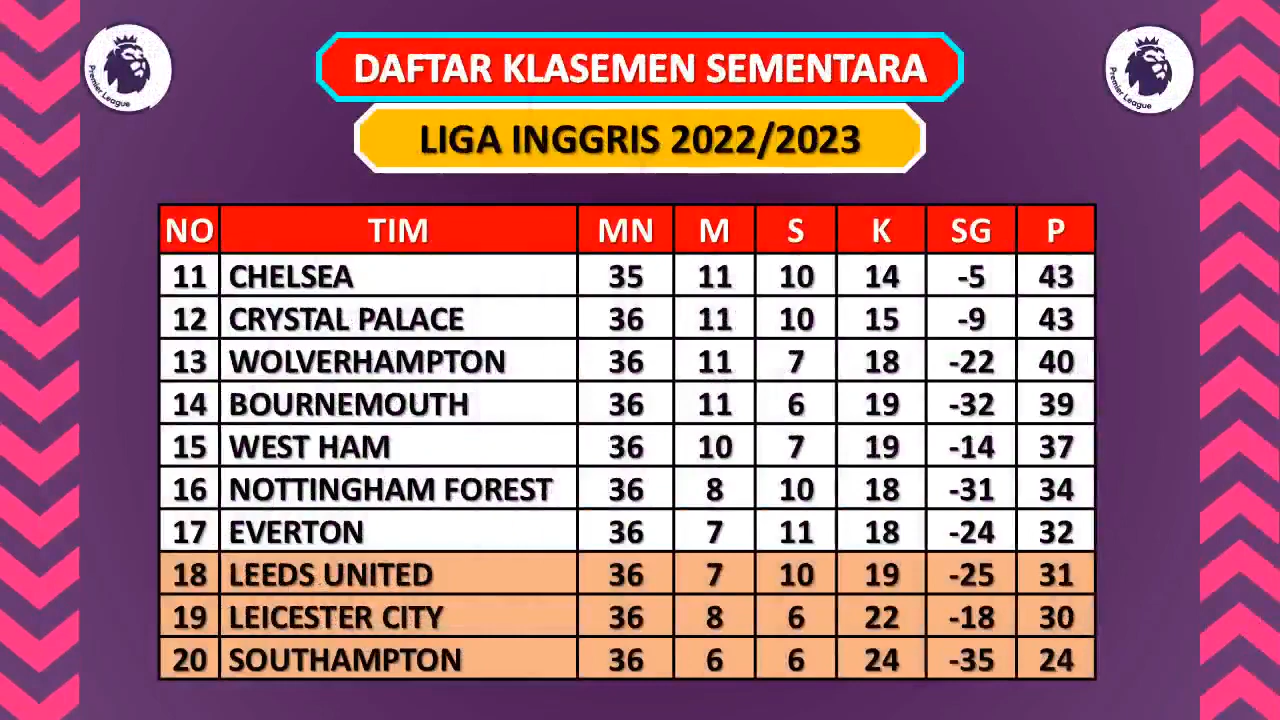 Premier League
Premier League
DAFTAR KLASEMEN SEMENTARA
LIGA INGGRIS 2022/2023
NO TIM MN M S K SG P
11 CHELSEA 35 11 10 14 -5 43
12 CRYSTAL PALACE 36 11 10 15 -9 43
13 WOLVERHAMPTON 36 11 7 18 -22 40
14 BOURNEMOUTH 36 11 6 19 -32 39
15 WEST HAM 36 10 7 19 -14 37
16 NOTTINGHAM FOREST 36 8 10 18 -31 34
17 EVERTON 36 7 11 18 -24 32
18 LEEDS UNITED 36 7 10 19 -25 31
19 LEICESTER CITY 36 8 6 22 -18 30
20 SOUTHAMPTON 36 6 6 24 -35 24